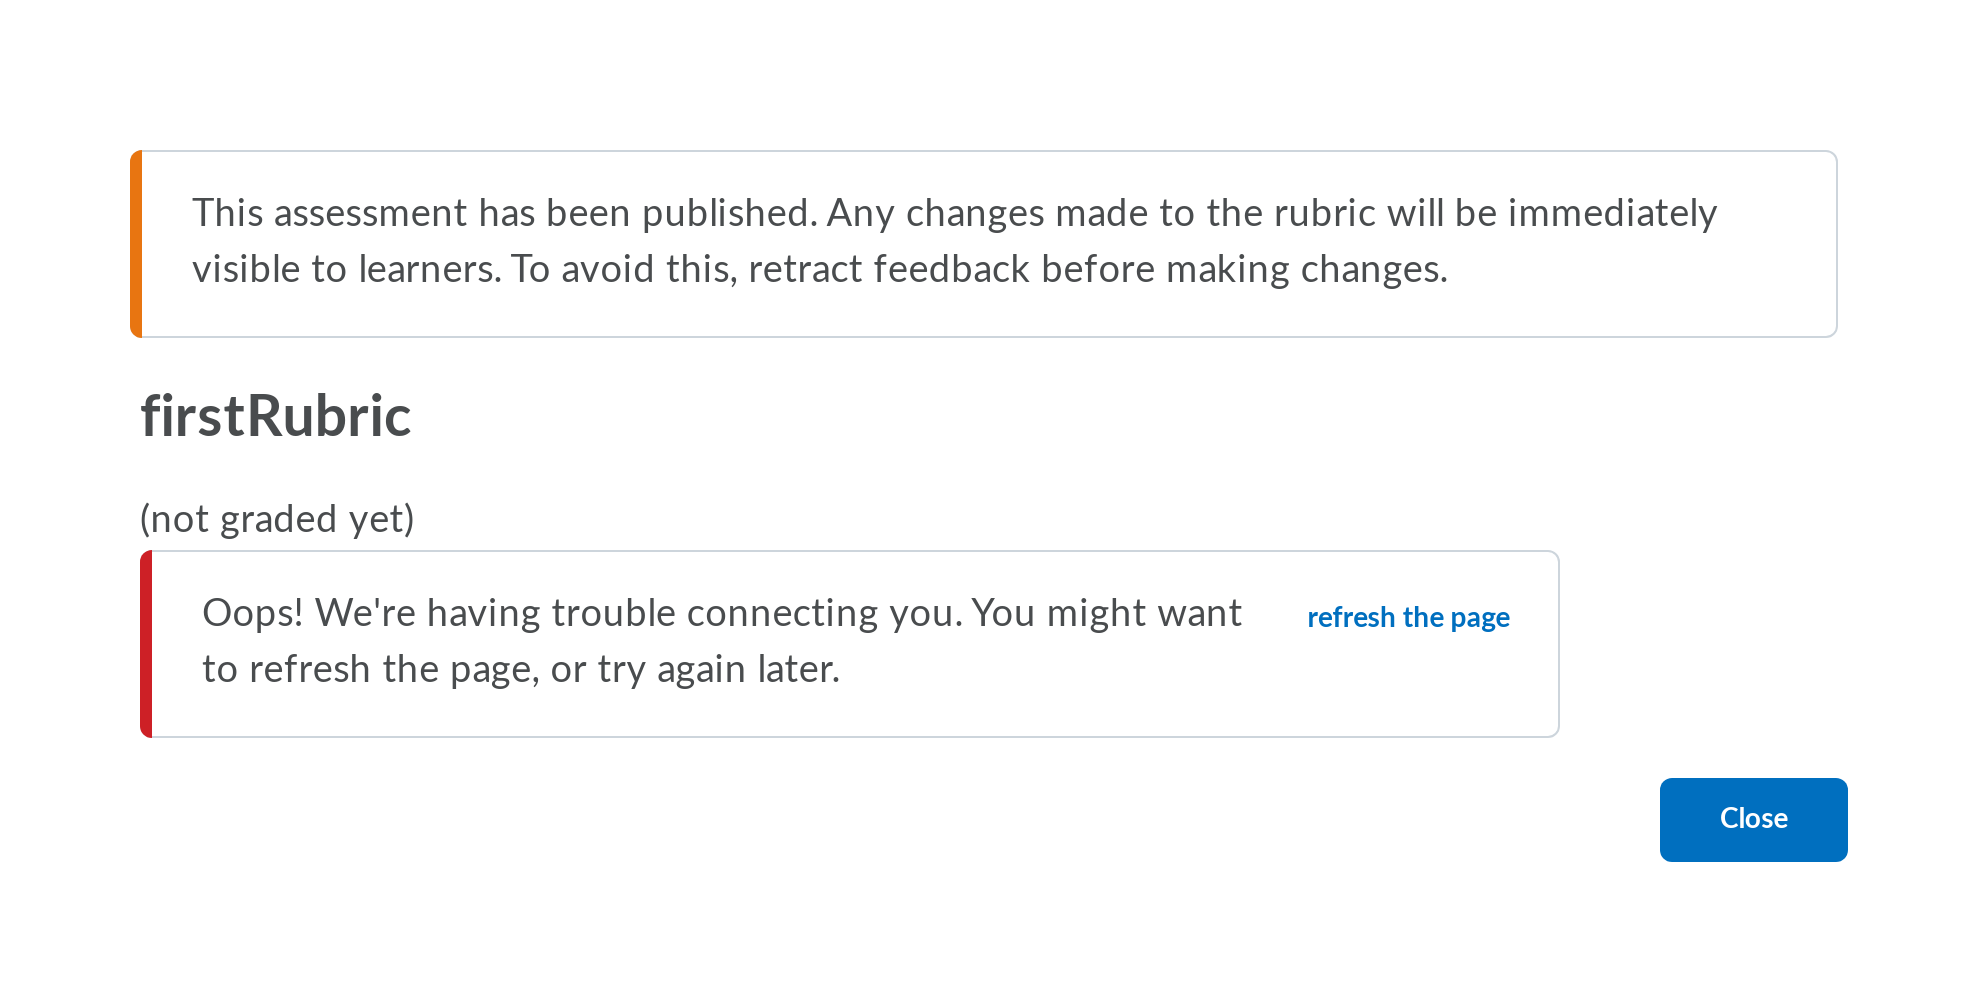 This assessment has been published. Any changes made to the rubric will be immediately
visible to learners. To avoid this, retract feedback before making changes.
firstRubric
(not graded yet)
Oops! We're having trouble connecting you. You might want
to refresh the page, or try again later.
refresh the page
Close